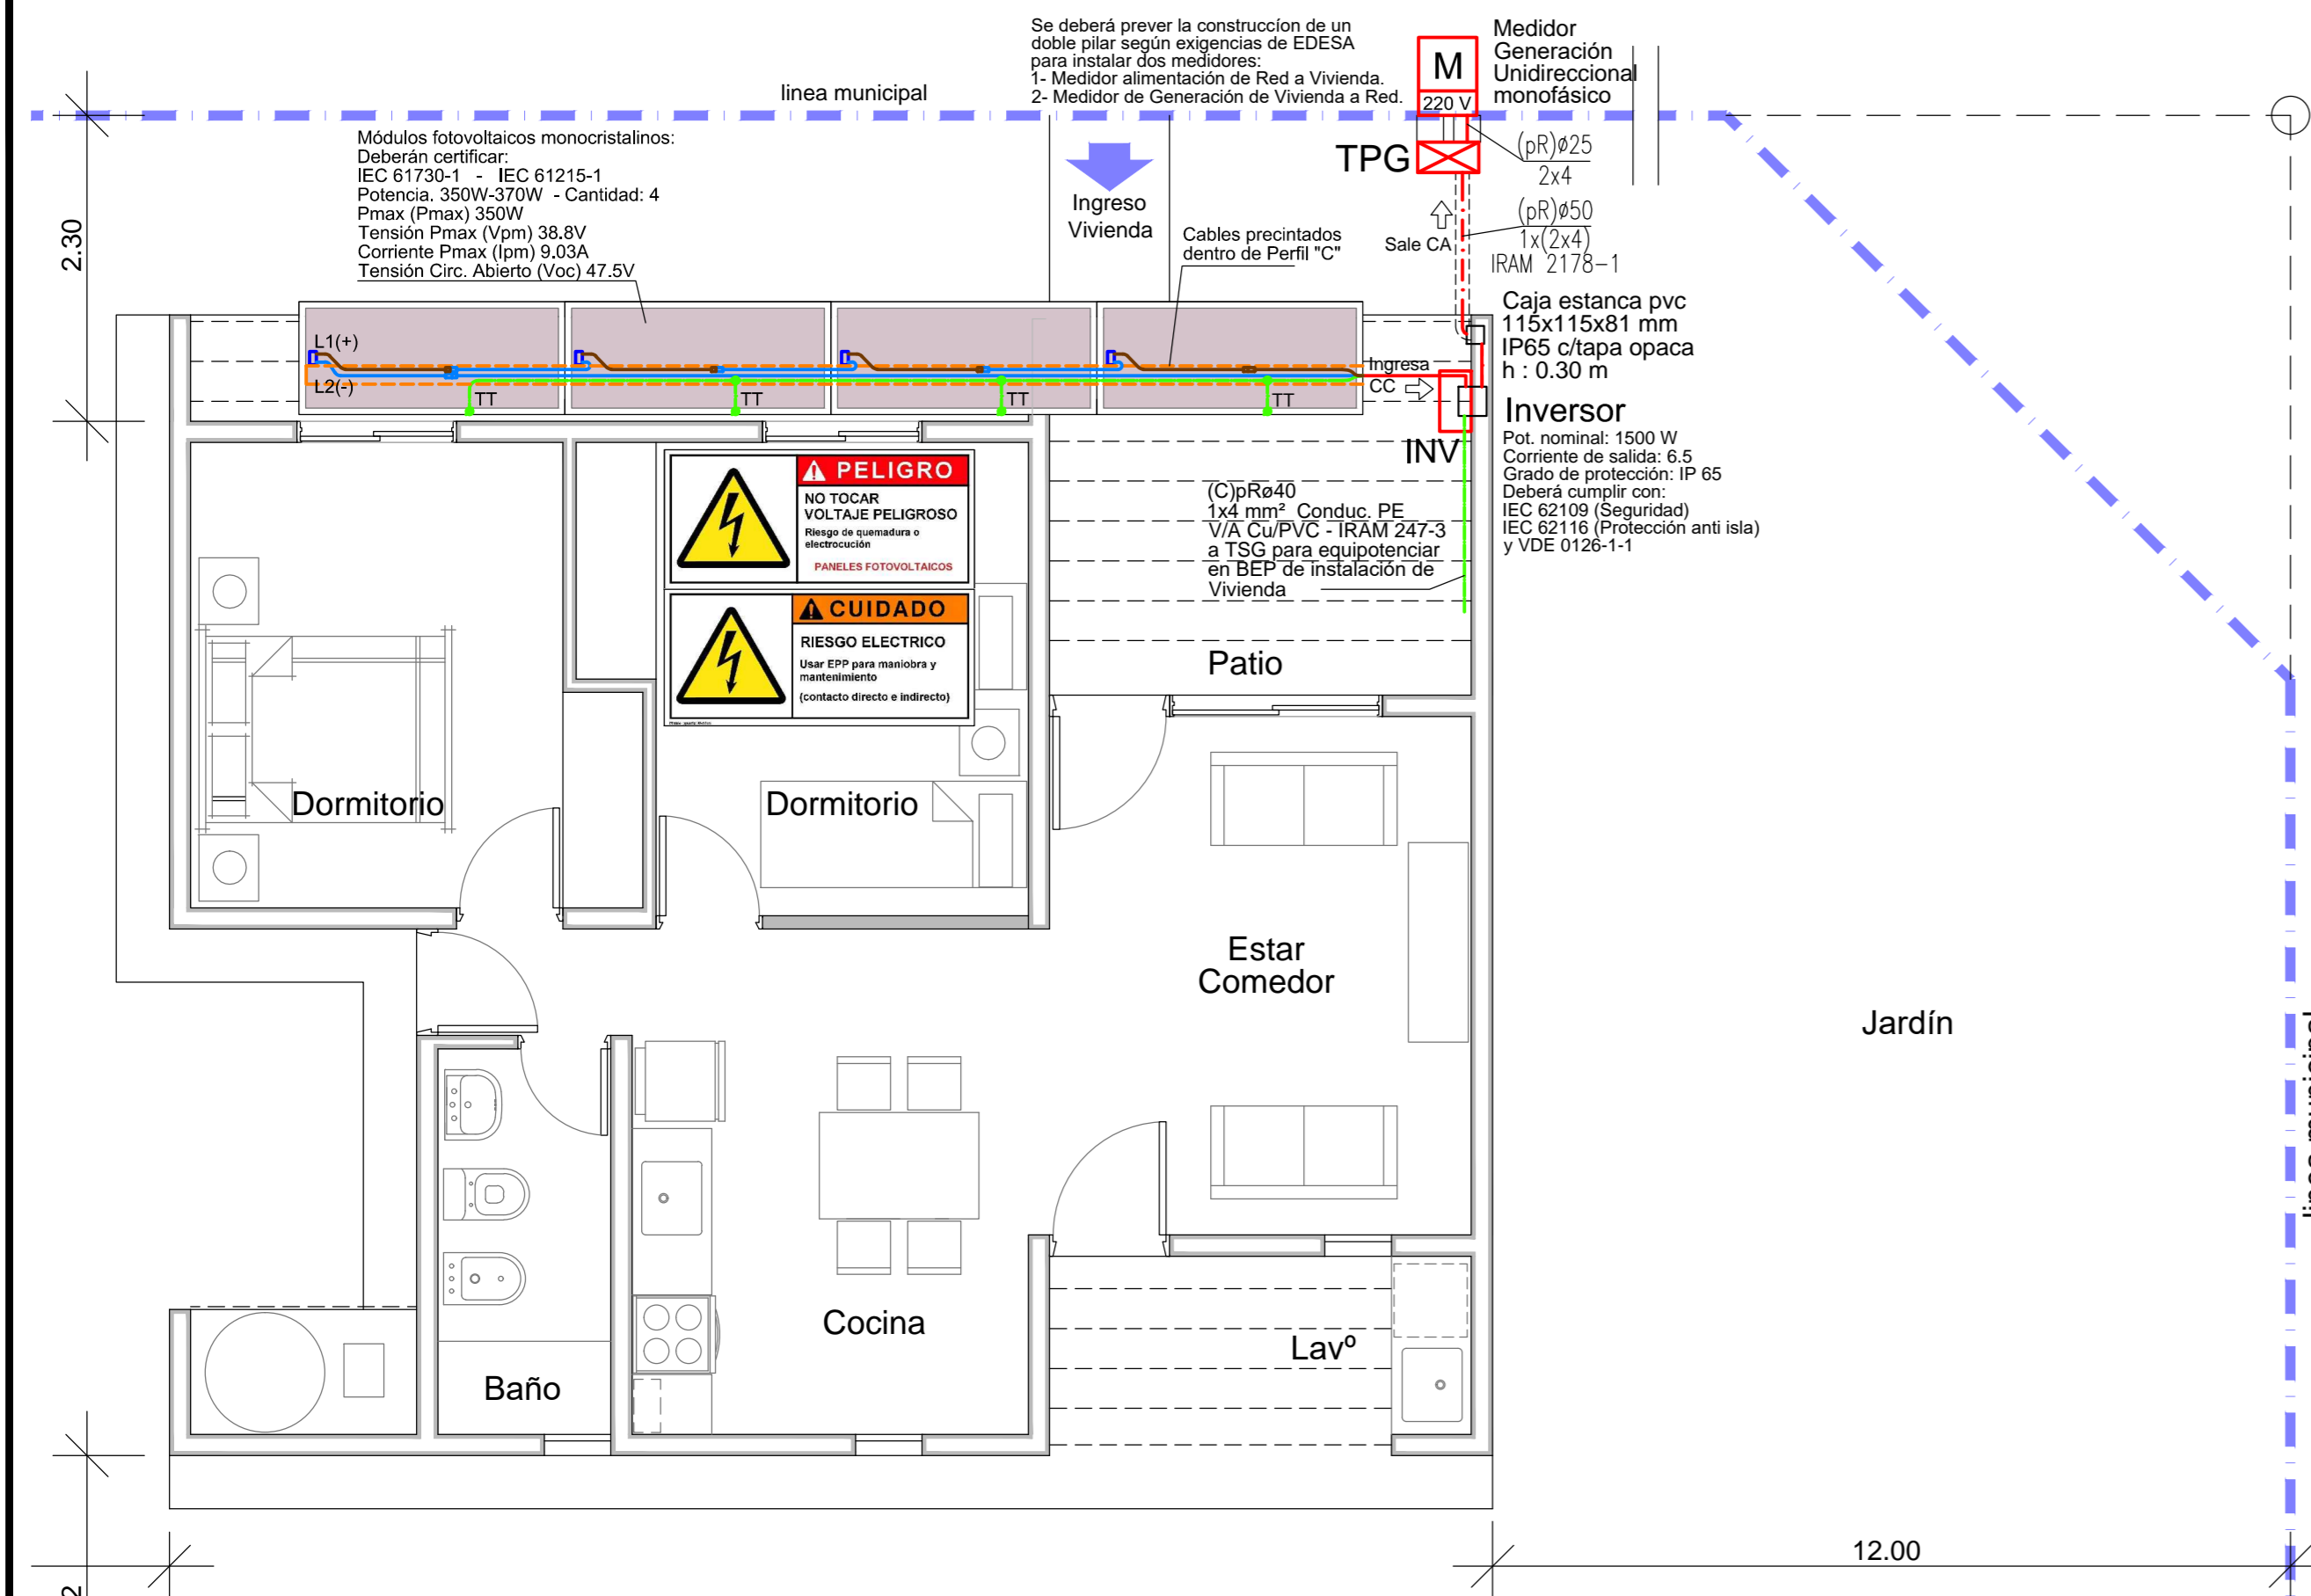 Se deberá prever la construccíon de un
doble pilar según exigencias de EDESA
para instalar dos medidores:
1- Medidor alimentación de Red a Vivienda.
2- Medidor de Generación de Vivienda a Red.
M
220 V
Medidor
Generación
Unidireccional
monofásico
linea municipal
Módulos fotovoltaicos monocristalinos:
Deberán certificar:
IEC 61730-1 - IEC 61215-1
Potencia. 350W-370W - Cantidad: 4
Pmax (Pmax) 350W
Tensión Pmax (Vpm) 38.8V
Corriente Pmax (Ipm) 9.03A
Tensión Circ. Abierto (Voc) 47.5V
2.30
TPG
(pR)ø25
2x4
Ingreso
Vivienda
(pR)ø50
1x(2x4)
IRAM 2178-1
Sale CA
Cables precintados
dentro de Perfil "C"
Caja estanca pvc
115x115x81 mm
IP65 c/tapa opaca
h : 0.30 m
L1(+)
L2(-)
TT
TT
TT
TT
Ingresa
CC
INV
Inversor
Pot. nominal: 1500 W
Corriente de salida: 6.5
Grado de protección: IP 65
Deberá cumplir con:
IEC 62109 (Seguridad)
IEC 62116 (Protección anti isla)
y VDE 0126-1-1
PELIGRO
NO TOCAR
VOLTAJE PELIGROSO
Riesgo de quemadura o
electrocución
PANELES FOTOVOLTAICOS
CUIDADO
RIESGO ELECTRICO
Usar EPP para maniobra y
mantenimiento
(contacto directo e indirecto)
(C)pRø40
1x4 mm² Conduc. PE
V/A Cu/PVC - IRAM 247-3
a TSG para equipotenciar
en BEP de instalación de
Vivienda
Patio
Dormitorio
Dormitorio
Estar
Comedor
Jardín
linea municipal
Cocina
Lavº
Baño
12.00
2